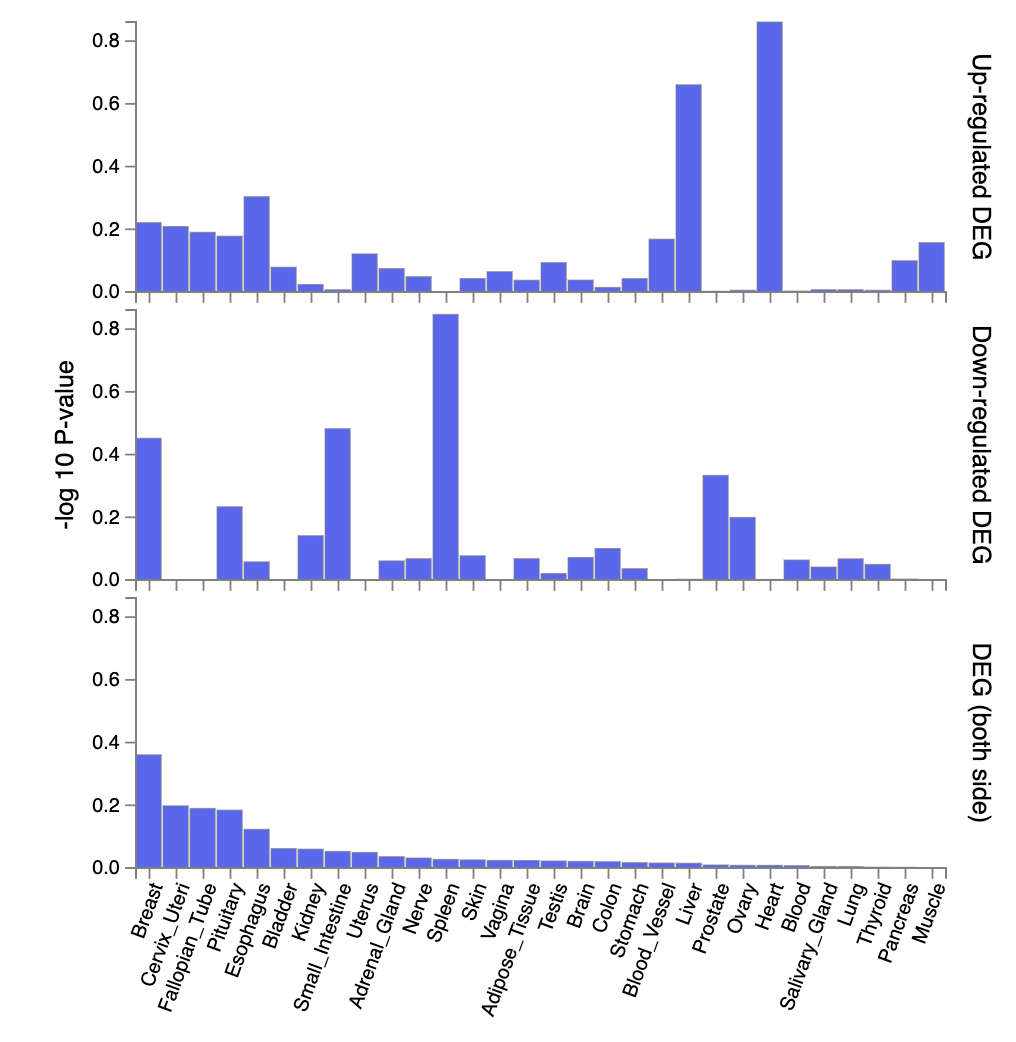 0.8
0.6
0.4
0.2
0.0
Up-regulated DEG
0.8
0.6
0.4
0.2
0.0
Down-regulated DEG
-log 10 P-value
0.8
0.6
0.4
0.2
0.0
DEG (both side)
Breast
Cervix_Uteri
Fallopian_Tube
Pituitary
Esophagus
Bladder
Kidney
Small_Intestine
Uterus
Adrenal_Gland
Nerve
Spleen
Skin
Vagina
Adipose_Tissue
Testis
Brain
Colon
Stomach
Blood_Vessel
Liver
Prostate
Ovary
Heart
Blood
Salivary_Gland
Lung
Thyroid
Pancreas
Muscle